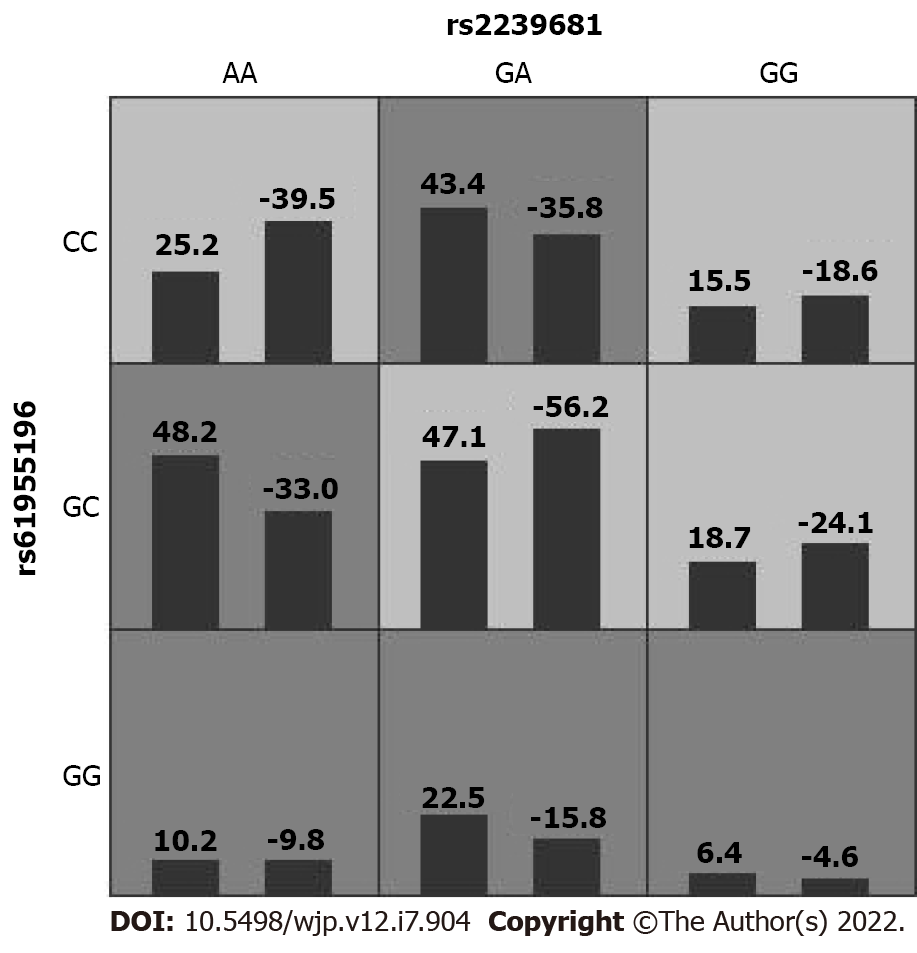 rs2239681
AA GA GG
CC 25.2 -39.5 43.4 -35.8 15.5 -18.6
rs61955196
GC 48.2 -33.0 47.1 -56.2 18.7 -24.1
GG 10.2 -9.8 22.5 -15.8 6.4 -4.6
DOI: 10.5498/wjp.v12.i7.904 Copyright ©The Author(s) 2022.